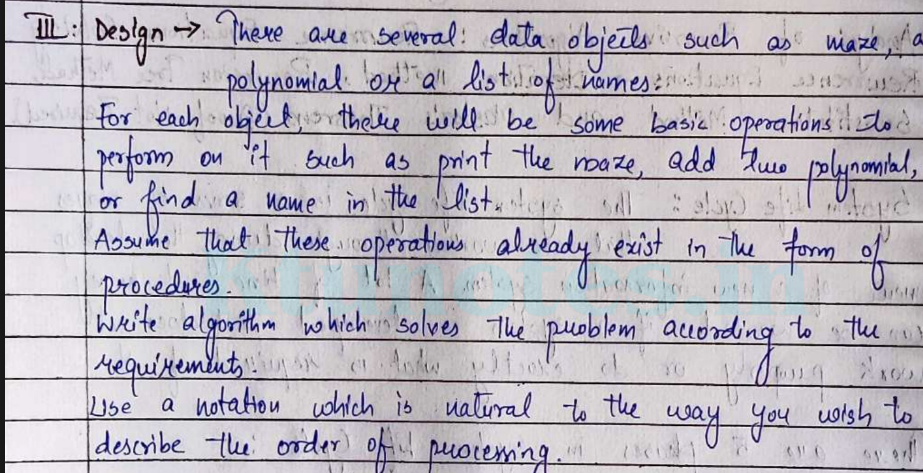 III: Design → There are several data objects such as maze, a
polynomial or a list of names.
For each object, there will be some basic operations to
perform on it such as print the maze, add two polynomial,
or find a name in the list.
Assume that these operations already exist in the form of
procedures.
Write algorithm which solves the problem according to the
requirements.
Use a notation which is natural to the way you wish to
describe the order of processing.
ktunotes.in